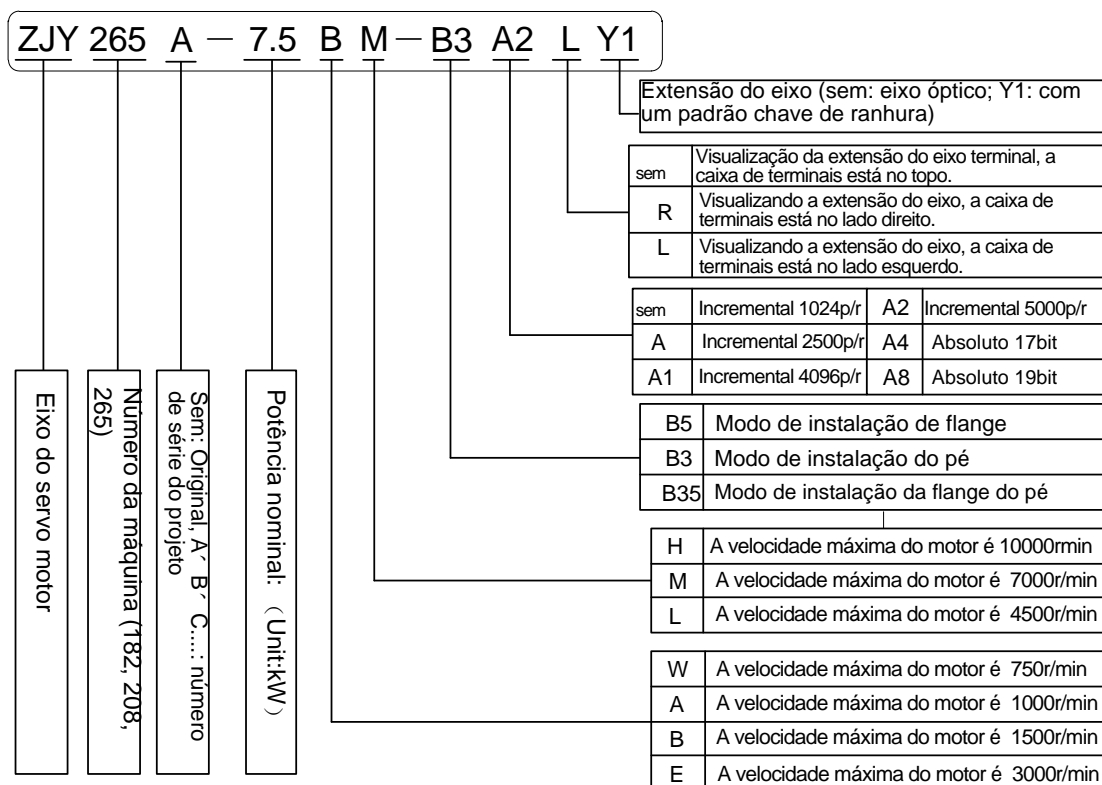 ZJY 265 A — 7.5 B M — B3 A2 L Y1
Extensão do eixo (sem: eixo óptico; Y1: com
um padrão chave de ranhura)
sem Visualização da extensão do eixo terminal, a
caixa de terminais está no topo.
R Visualizando a extensão do eixo, a caixa de
terminais está no lado direito.
L Visualizando a extensão do eixo, a caixa de
terminais está no lado esquerdo.
sem Incremental 1024p/r A2 Incremental 5000p/r
A Incremental 2500p/r A4 Absoluto 17bit
A1 Incremental 4096p/r A8 Absoluto 19bit
B5 Modo de instalação de flange
B3 Modo de instalação do pé
B35 Modo de instalação da flange do pé
H A velocidade máxima do motor é 10000rmin
M A velocidade máxima do motor é 7000r/min
L A velocidade máxima do motor é 4500r/min
W A velocidade máxima do motor é 750r/min
A A velocidade máxima do motor é 1000r/min
B A velocidade máxima do motor é 1500r/min
E A velocidade máxima do motor é 3000r/min
Eixo do servo motor
Número da máquina (182, 208,
265)
Sem: Original, A´ B´ C....: número
de série do projeto
Potência nominal: （Unit:kW）